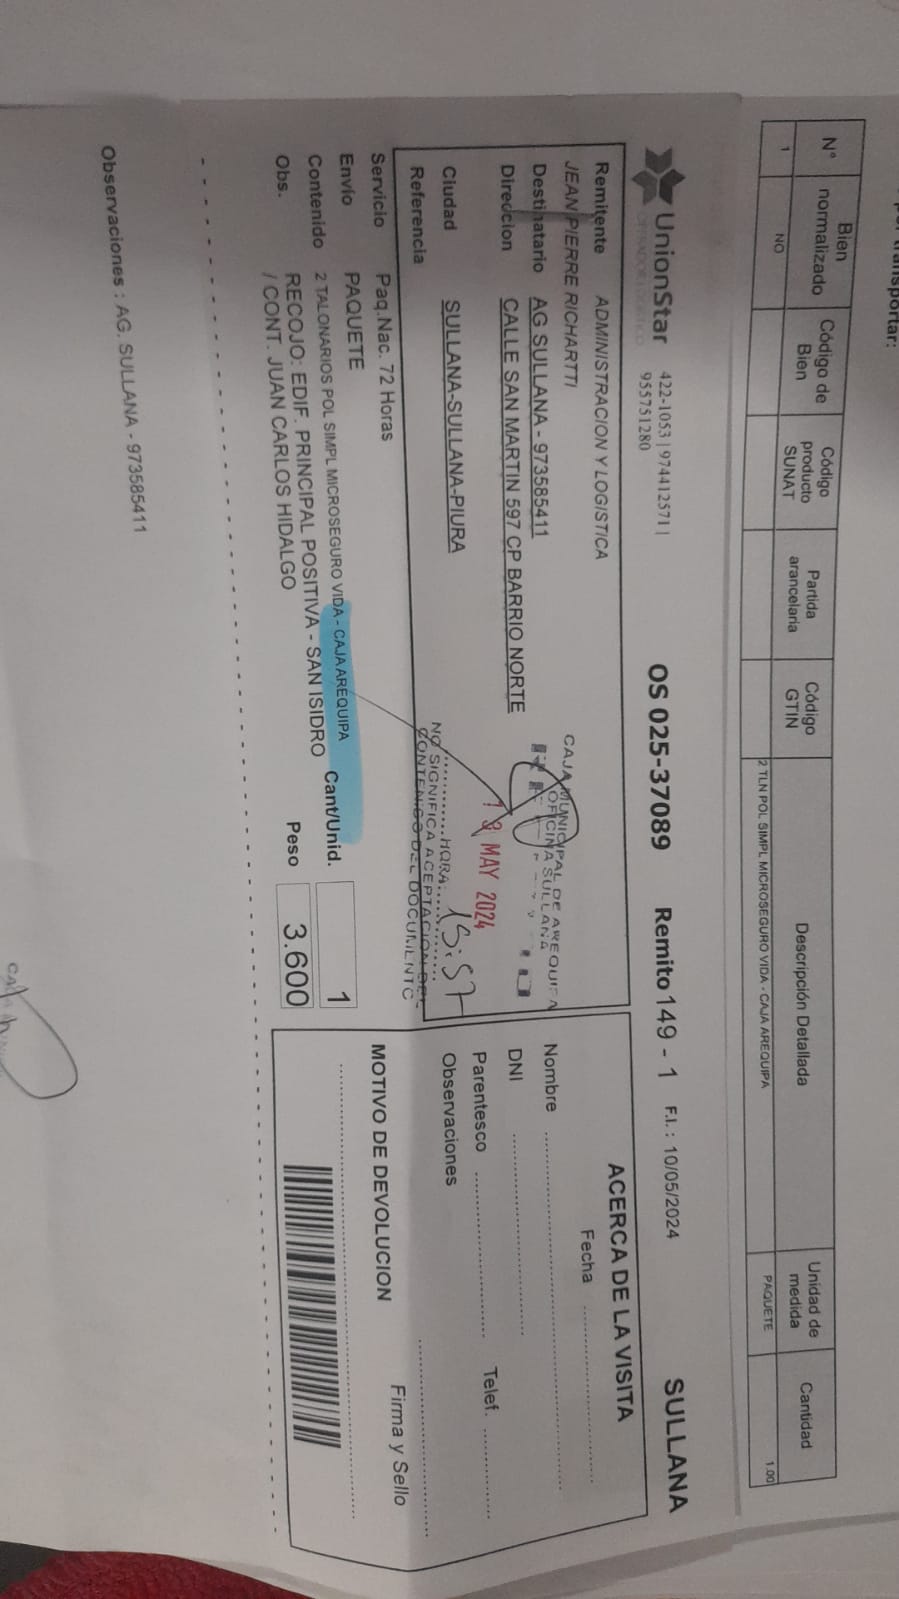 transportar:
N° Bien normalizado Código de Bien Código producto SUNAT Partida arancelaria Código GTIN Descripción Detallada Unidad de medida Cantidad
1 NO 2 TLN POL SIMPL MICROSEGURO VIDA - CAJA AREQUIPA PAQUETE 1.00
UnionStar
422-1053 | 974412571 |
955751280
OS 025-37089 Remito 149 - 1 F.I. : 10/05/2024 SULLANA
Remitente ADMINISTRACION Y LOGISTICA
JEAN PIERRE RICHARTTI
Destinatario AG SULLANA - 973585411
Direccion CALLE SAN MARTIN 597 CP BARRIO NORTE
Ciudad SULLANA-SULLANA-PIURA
Referencia
CAJA MUNICIPAL DE AREQUIPA
OFICINA SULLANA
13 MAY 2024
HORA: 15:57
NO SIGNIFICA ACEPTACION DEL
CONTENIDO DEL DOCUMENTO
Servicio Paq.Nac. 72 Horas
Envío PAQUETE
Contenido 2 TALONARIOS POL SIMPL MICROSEGURO VIDA - CAJA AREQUIPA
Obs. RECOJO: EDIF. PRINCIPAL POSITIVA - SAN ISIDRO
/ CONT. JUAN CARLOS HIDALGO
Cant/Unid. 1
Peso 3.600
ACERCA DE LA VISITA
Fecha
Nombre
DNI
Parentesco Telef.
Observaciones
MOTIVO DE DEVOLUCION Firma y Sello
Observaciones : AG. SULLANA - 973585411